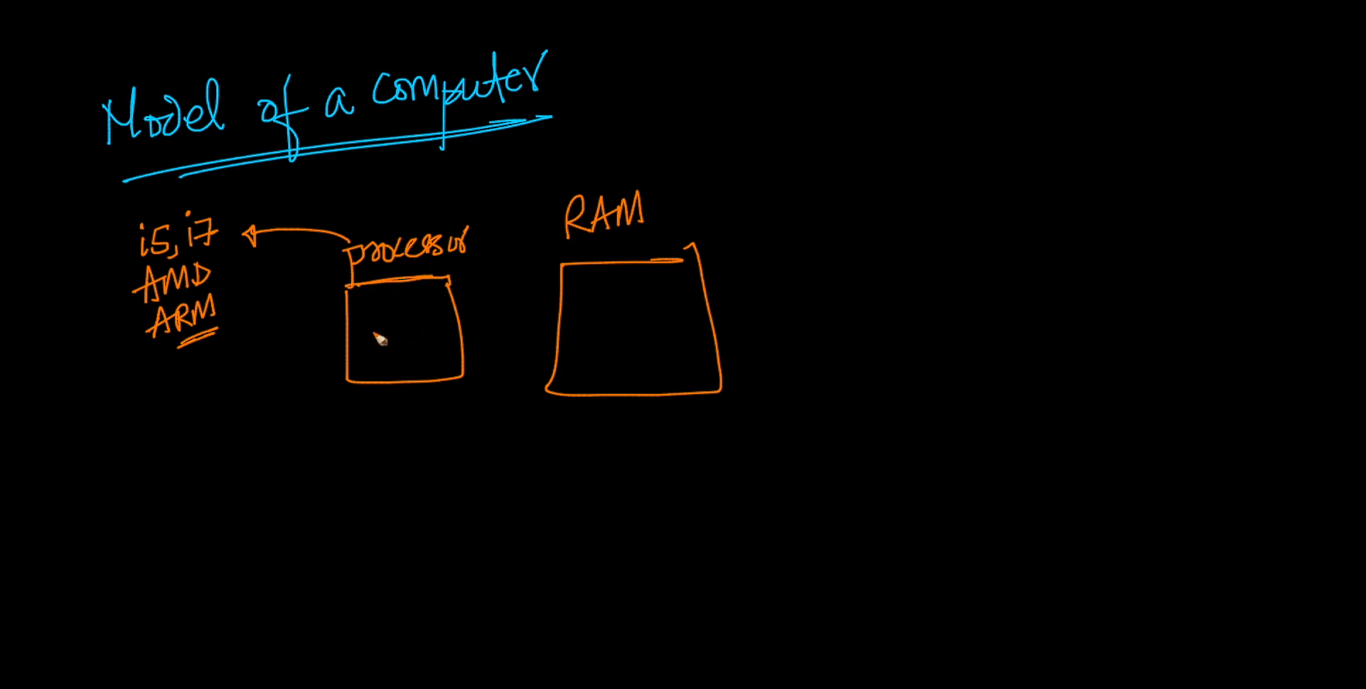 Model of a computer
i5, i7
AMD
ARM
processor
RAM